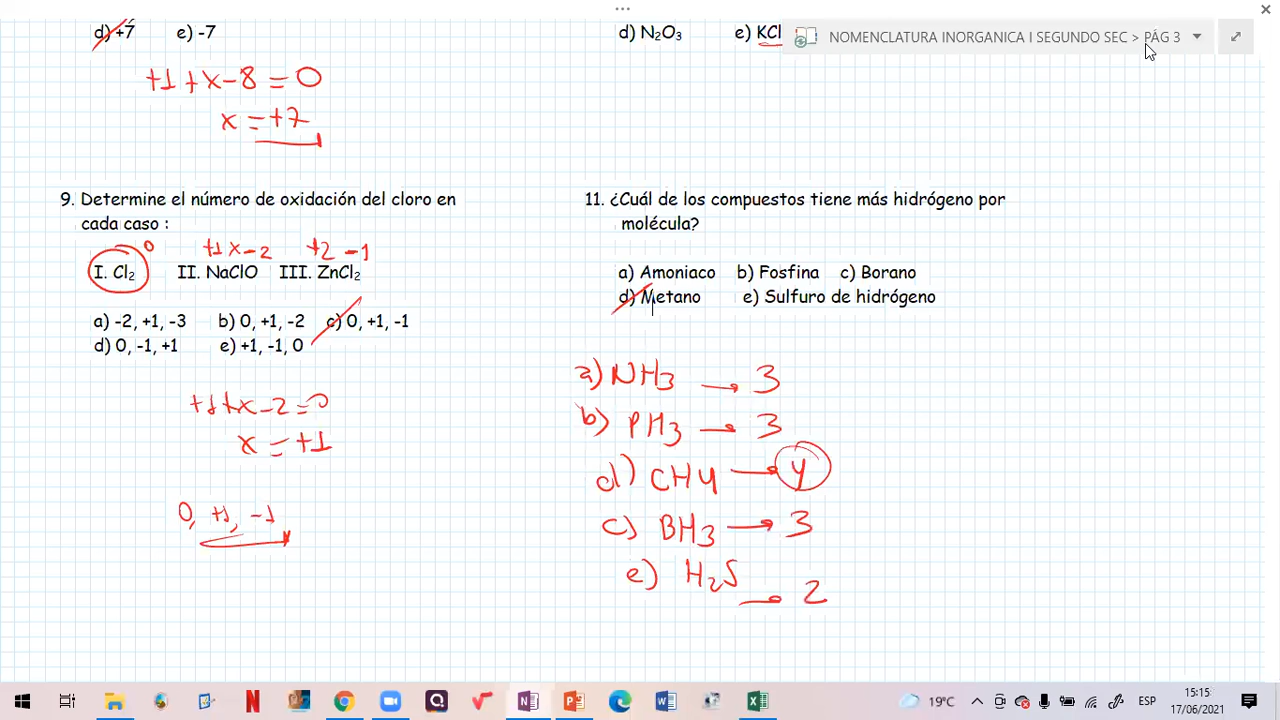 d) +7 e) -7
+1+x-8=0
x=+7
9. Determine el número de oxidación del cloro en
cada caso :
0 +1 x-2 +2 -1
I. Cl₂ II. NaClO III. ZnCl₂
a) -2, +1, -3 b) 0, +1, -2 c) 0, +1, -1
d) 0, -1, +1 e) +1, -1, 0
+1+x-2=0
x=+1
0, +1, -1
d) N₂O₃ e) KCl
NOMENCLATURA INORGANICA I SEGUNDO SEC > PÁG 3
11. ¿Cuál de los compuestos tiene más hidrógeno por
molécula?
a) Amoniaco b) Fosfina c) Borano
d) Metano e) Sulfuro de hidrógeno
a) NH3 → 3
b) PH3 → 3
d) CH4 → 4
c) BH3 → 3
e) H2S → 2
19°C
5:15
17/06/2021